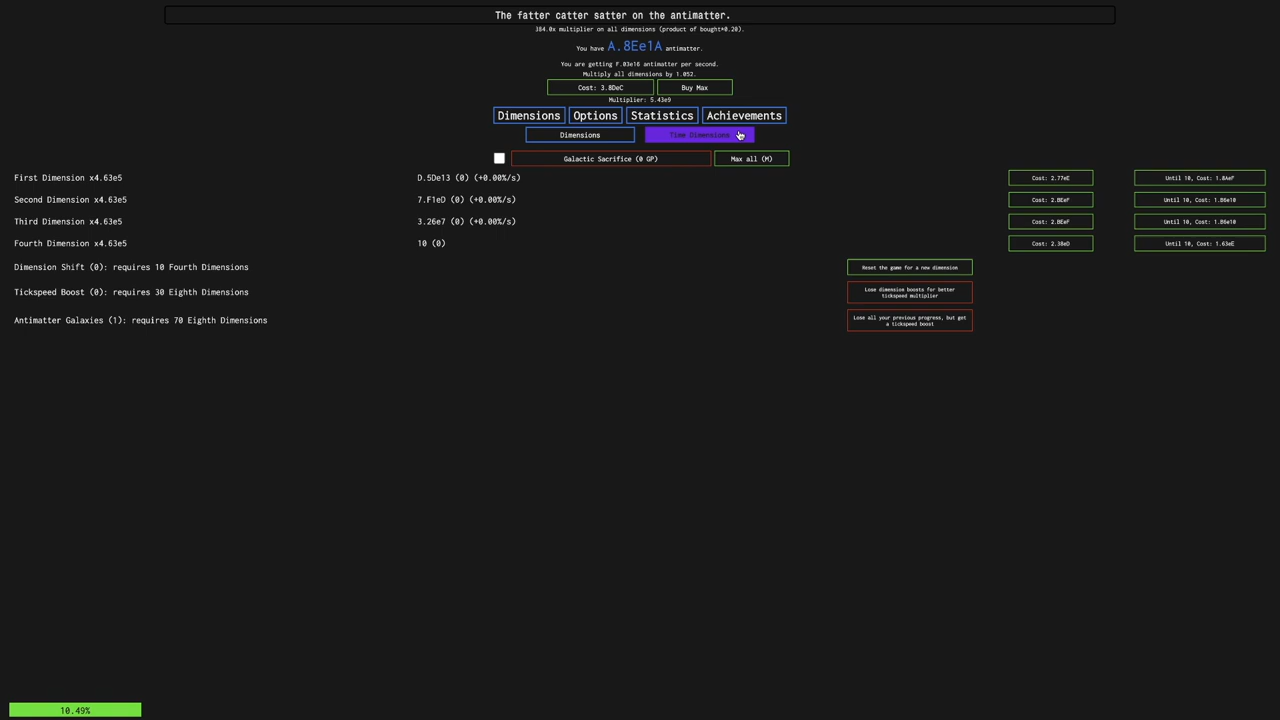 The fatter catter satter on the antimatter.
384.0x multiplier on all dimensions (product of bought*0.20).
You have A.8Ee1A antimatter.
You are getting F.03e16 antimatter per second.
Multiply all dimensions by 1.052.
Cost: 3.8DeC Buy Max
Multiplier: 5.43e9
Dimensions Options Statistics Achievements
Dimensions Time Dimensions
Galactic Sacrifice (0 GP) Max all (M)
First Dimension x4.63e5 D.5De13 (0) (+0.00%/s) Cost: 2.77eE Until 10, Cost: 1.8AeF
Second Dimension x4.63e5 7.F1eD (0) (+0.00%/s) Cost: 2.BEeF Until 10, Cost: 1.B6e10
Third Dimension x4.63e5 3.26e7 (0) (+0.00%/s) Cost: 2.BEeF Until 10, Cost: 1.B6e10
Fourth Dimension x4.63e5 10 (0) Cost: 2.38eD Until 10, Cost: 1.63eE
Dimension Shift (0): requires 10 Fourth Dimensions Reset the game for a new dimension
Tickspeed Boost (0): requires 30 Eighth Dimensions Lose dimension boosts for better
tickspeed multiplier
Antimatter Galaxies (1): requires 70 Eighth Dimensions Lose all your previous progress, but get
a tickspeed boost
10.49%